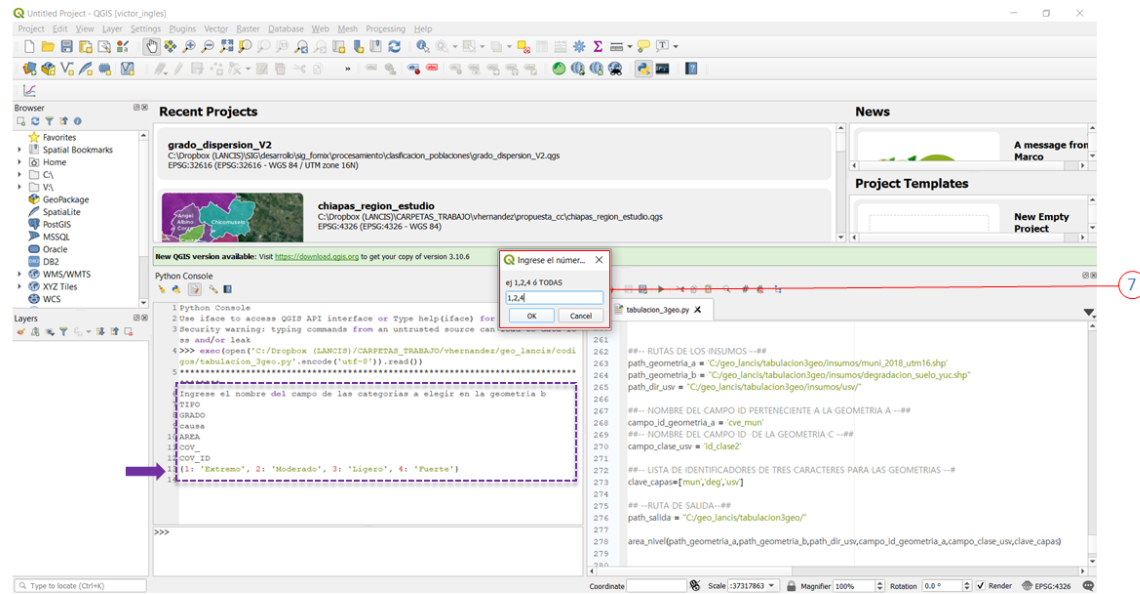 Untitled Project - QGIS [victor_ingles]
Project Edit View Layer Settings Plugins Vector Raster Database Web Mesh Processing Help
Browser
Favorites
Spatial Bookmarks
Home
C:\
V:\
GeoPackage
SpatiaLite
PostGIS
MSSQL
Oracle
DB2
WMS/WMTS
XYZ Tiles
WCS
Layers
Recent Projects
grado_dispersion_V2
C:\Dropbox (LANCIS)\SIG\desarrollo\sig_fomix\procesamiento\clasificacion_poblaciones\grado_dispersion_V2.qgs
EPSG:32616 (EPSG:32616 - WGS 84 / UTM zone 16N)
chiapas_region_estudio
C:\Dropbox (LANCIS)\CARPETAS_TRABAJO\vhernandez\propuesta_cc\chiapas_region_estudio.qgs
EPSG:4326 (EPSG:4326 - WGS 84)
News
A message from
Marco
Project Templates
New Empty
Project
New QGIS version available: Visit https://download.qgis.org to get your copy of version 3.10.6
Python Console
1 Python Console
2 Use iface to access QGIS API interface or Type help(iface) for
3 Security warning: typing commands from an untrusted source can
ss and/or leak
4 >>> exec(open('C:/Dropbox (LANCIS)/CARPETAS_TRABAJO/vhernandez/geo_lancis/codi
gos/tabulacion_3geo.py'.encode('utf-8')).read())
Ingrese el nombre del campo de las categorias a elegir en la geometria b
TIPO
GRADO
causa
10 AREA
COV_
COV_ID
{1: 'Extremo', 2: 'Moderado', 3: 'Ligero', 4: 'Fuerte'}
14
>>>
Ingrese el númer...
ej 1,2,4 ó TODAS
1,2,4
OK Cancel
7
tabulacion_3geo.py
261
262 ##-- RUTAS DE LOS INSUMOS --##
263 path_geometria_a = "C:/geo_lancis/tabulacion3geo/insumos/muni_2018_utm16.shp"
264 path_geometria_b = "C:/geo_lancis/tabulacion3geo/insumos/degradacion_suelo_yuc.shp"
265 path_dir_usv = "C:/geo_lancis/tabulacion3geo/insumos/usv/"
266
267 ##-- NOMBRE DEL CAMPO ID PERTENECIENTE A LA GEOMETRIA A --##
268 campo_id_geometria_a = 'cve_mun'
269 ##-- NOMBRE DEL CAMPO ID DE LA GEOMETRIA C --##
270 campo_clase_usv = 'id_clase2'
271
272 ##-- LISTA DE IDENTIFICADORES DE TRES CARACTERES PARA LAS GEOMETRIAS --#
273 clave_capas=['mun','deg','usv']
274
275 ## --RUTA DE SALIDA--##
276 path_salida = "C:/geo_lancis/tabulacion3geo/"
277
278 area_nivel(path_geometria_a,path_geometria_b,path_dir_usv,campo_id_geometria_a,campo_clase_usv,clave_capas)
279
Type to locate (Ctrl+K)
Coordinate Scale :37317863 Magnifier 100% Rotation 0.0 ° Render EPSG:4326